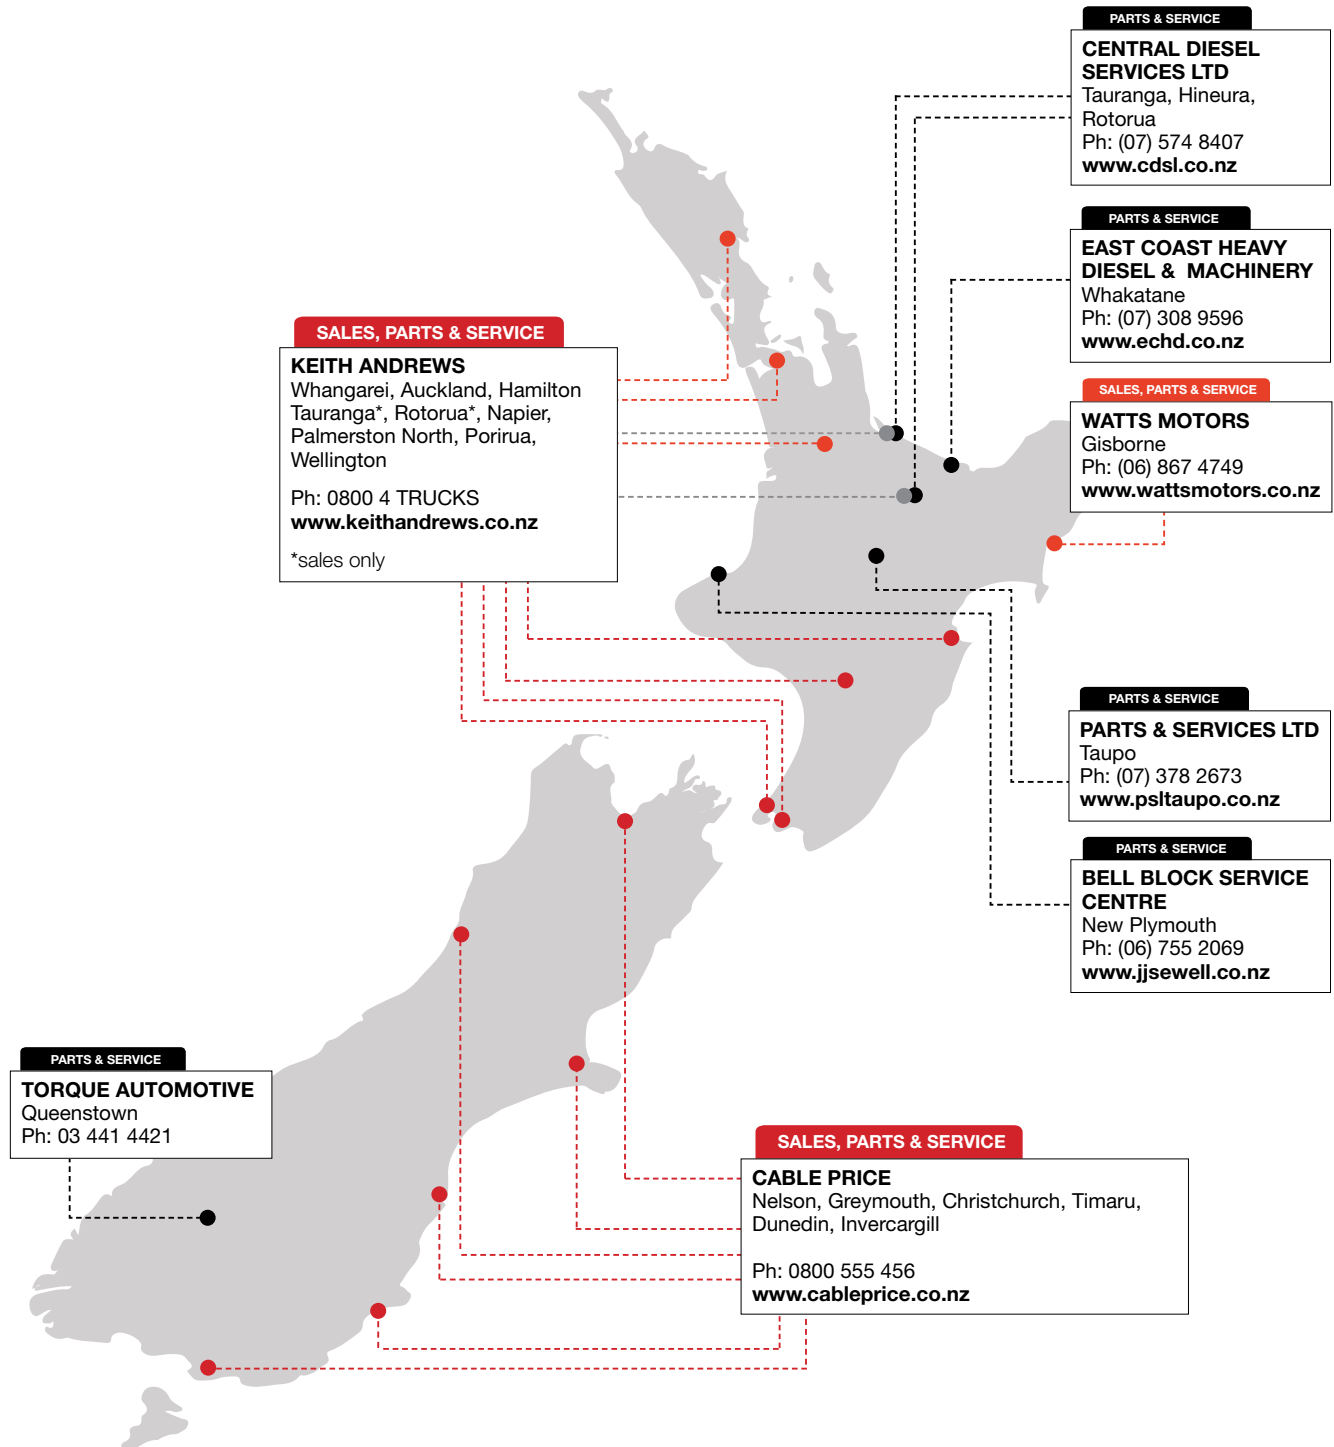 PARTS & SERVICE
CENTRAL DIESEL
SERVICES LTD
Tauranga, Hineura,
Rotorua
Ph: (07) 574 8407
www.cdsl.co.nz
PARTS & SERVICE
EAST COAST HEAVY
DIESEL & MACHINERY
Whakatane
Ph: (07) 308 9596
www.echd.co.nz
SALES, PARTS & SERVICE
KEITH ANDREWS
Whangarei, Auckland, Hamilton
Tauranga*, Rotorua*, Napier,
Palmerston North, Porirua,
Wellington
Ph: 0800 4 TRUCKS
www.keithandrews.co.nz
*sales only
SALES, PARTS & SERVICE
WATTS MOTORS
Gisborne
Ph: (06) 867 4749
www.wattsmotors.co.nz
PARTS & SERVICE
PARTS & SERVICES LTD
Taupo
Ph: (07) 378 2673
www.psltaupo.co.nz
PARTS & SERVICE
BELL BLOCK SERVICE
CENTRE
New Plymouth
Ph: (06) 755 2069
www.jjsewell.co.nz
PARTS & SERVICE
TORQUE AUTOMOTIVE
Queenstown
Ph: 03 441 4421
SALES, PARTS & SERVICE
CABLE PRICE
Nelson, Greymouth, Christchurch, Timaru,
Dunedin, Invercargill
Ph: 0800 555 456
www.cableprice.co.nz